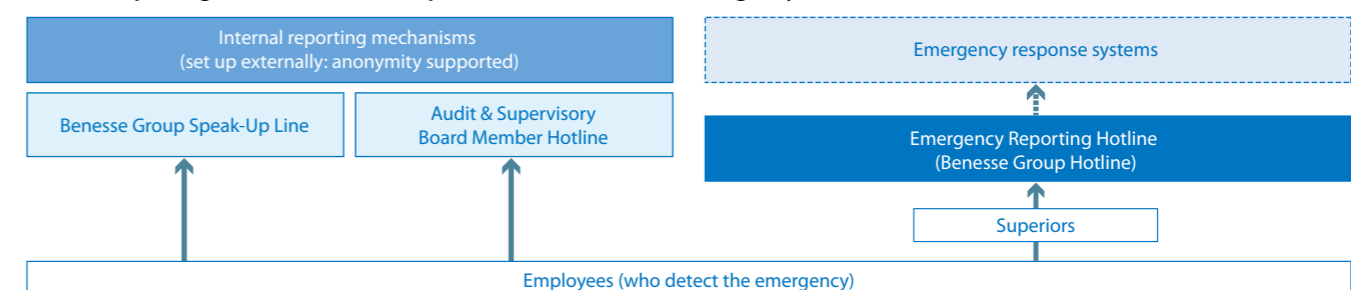 Internal reporting mechanisms
(set up externally: anonymity supported)
Emergency response systems
Benesse Group Speak-Up Line
Audit & Supervisory
Board Member Hotline
Emergency Reporting Hotline
(Benesse Group Hotline)
Superiors
Employees (who detect the emergency)